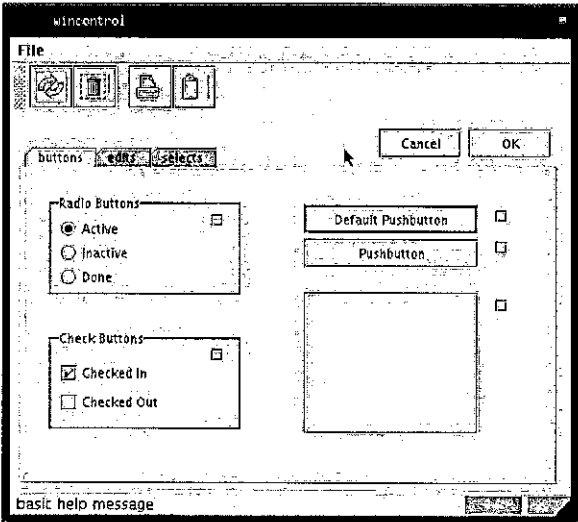 wincontrol
File
Cancel
OK
buttons
edits
selects
Radio Buttons
Active
Inactive
Done
Default Pushbutton
Pushbutton
Check Buttons
Checked In
Checked Out
basic help message